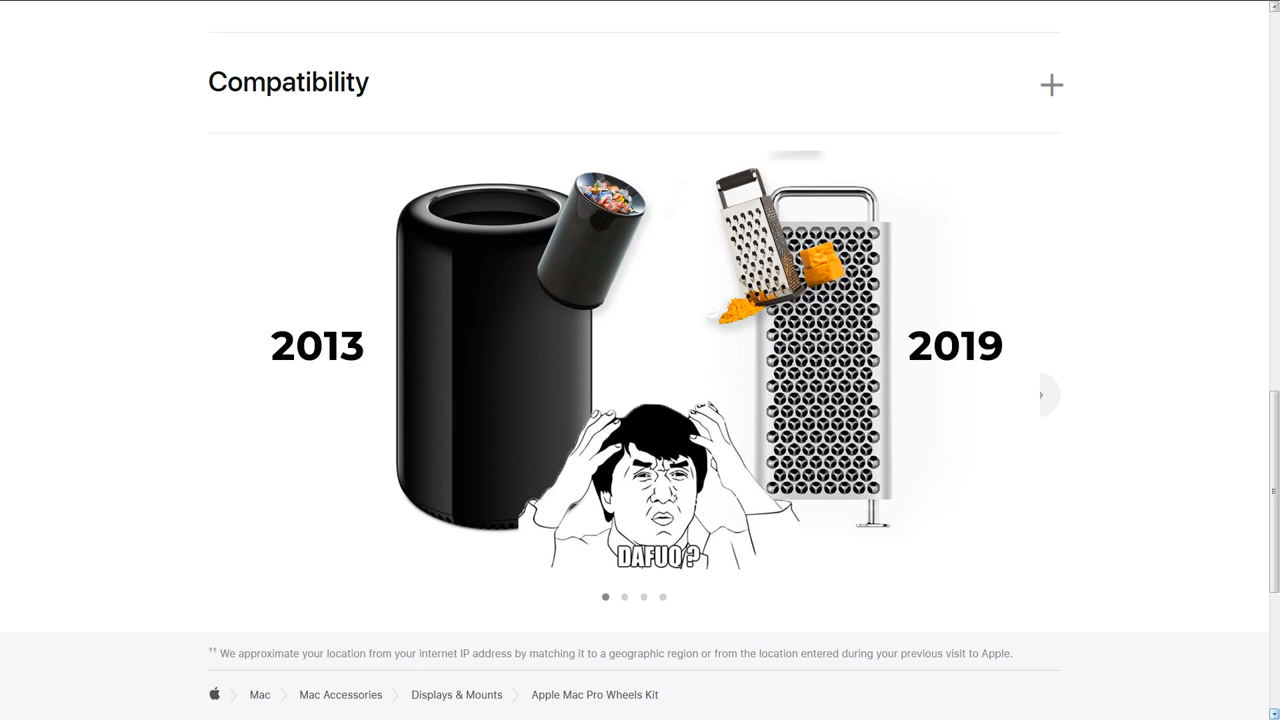 Compatibility
2013
2019
DAFUQ?
†† We approximate your location from your internet IP address by matching it to a geographic region or from the location entered during your previous visit to Apple.
Mac
Mac Accessories
Displays & Mounts
Apple Mac Pro Wheels Kit